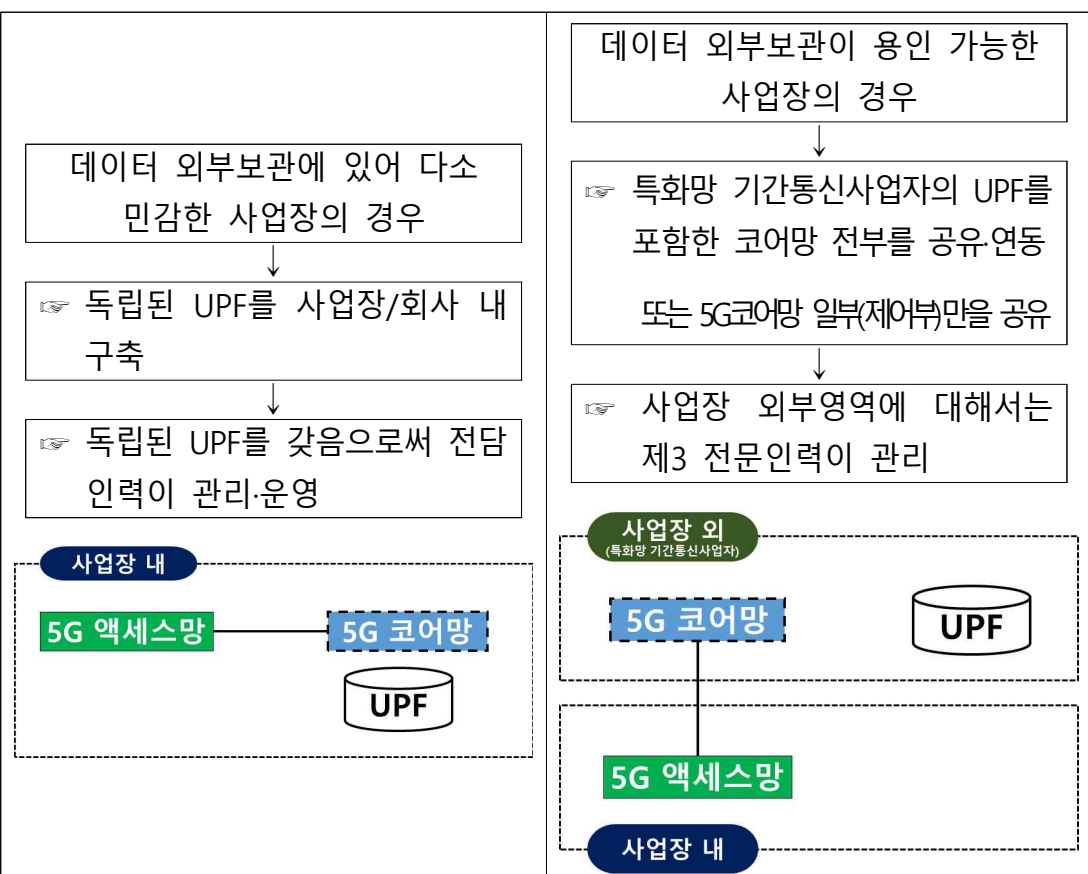 데이터 외부보관에 있어 다소
민감한 사업장의 경우
☞ 독립된 UPF를 사업장/회사 내
구축
☞ 독립된 UPF를 갖음으로써 전담
인력이 관리·운영
사업장 내
5G 액세스망
5G 코어망
UPF
데이터 외부보관이 용인 가능한
사업장의 경우
☞ 특화망 기간통신사업자의 UPF를
포함한 코어망 전부를 공유·연동
또는 5G코어망 일부(제어부)만을 공유
☞ 사업장 외부영역에 대해서는
제3 전문인력이 관리
사업장 외
(특화망 기간통신사업자)
5G 코어망
UPF
5G 액세스망
사업장 내